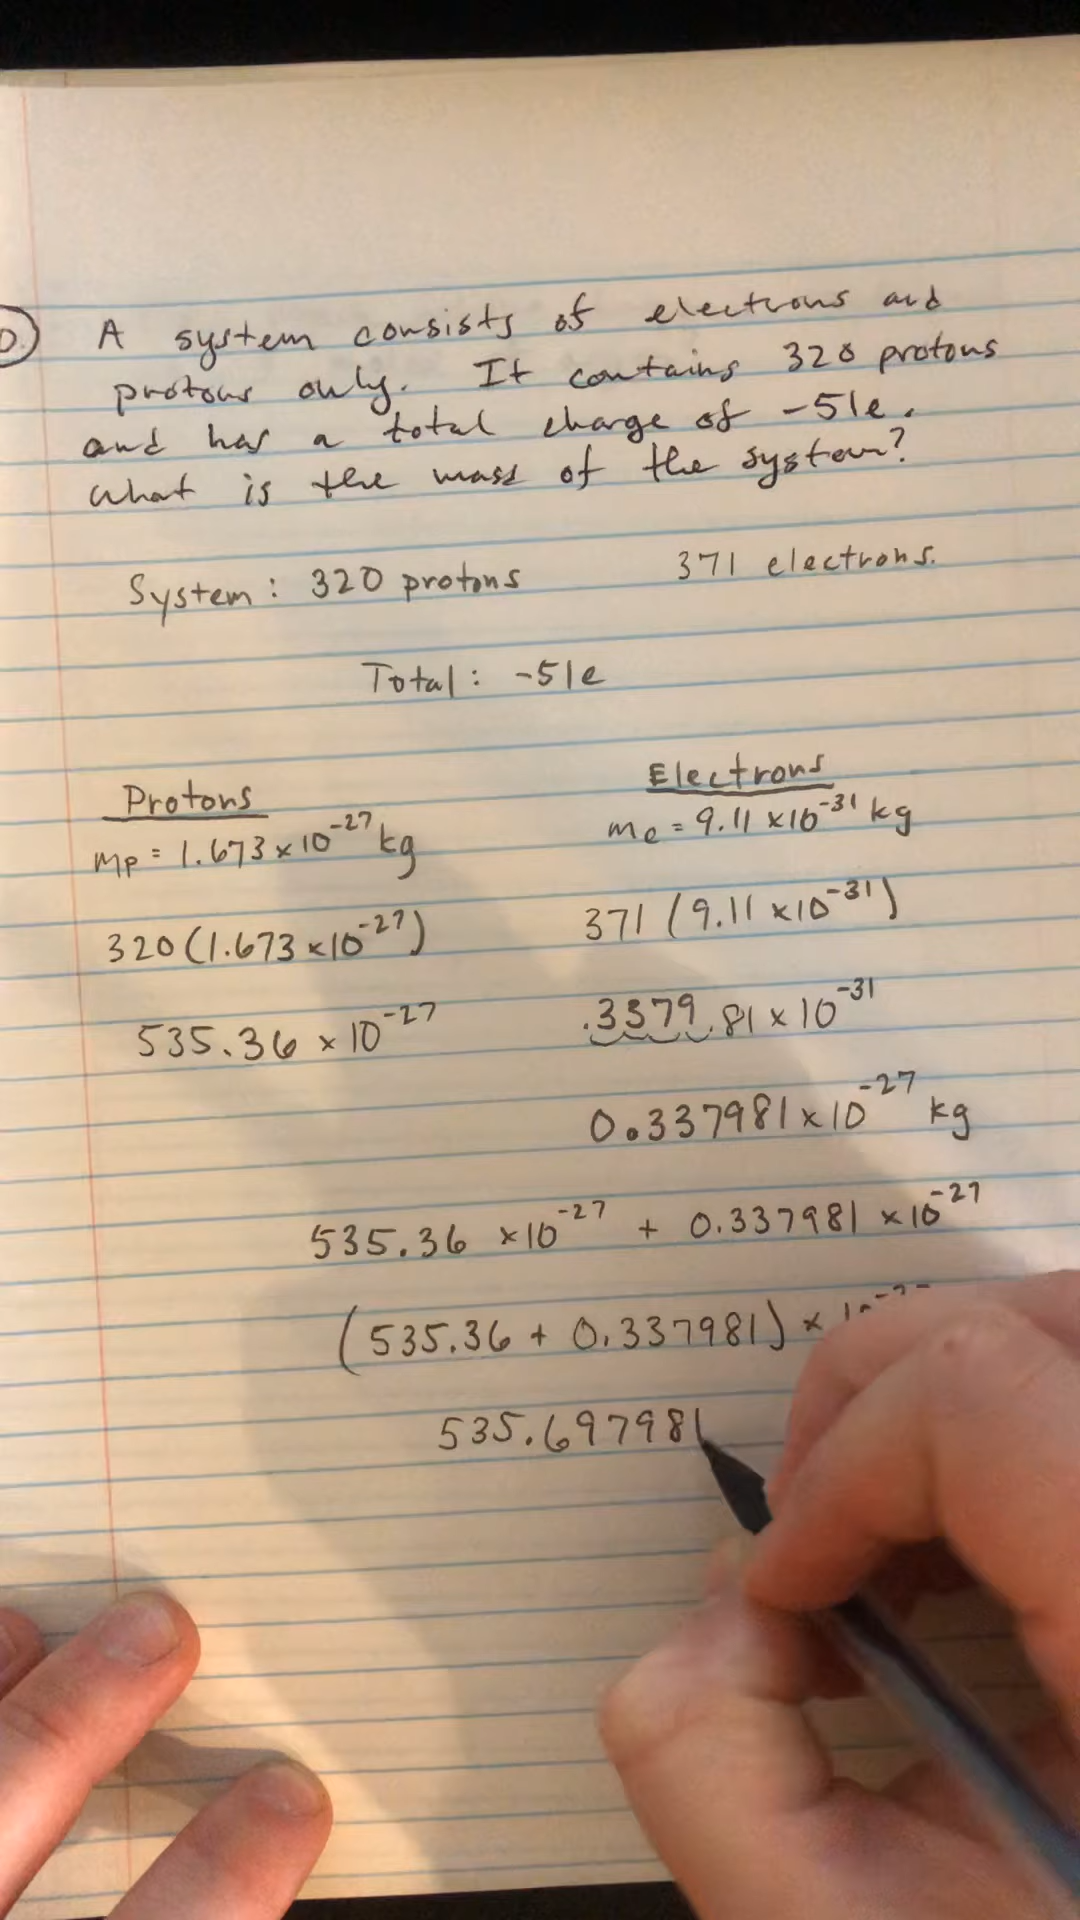 A system consists of electrons and
protons only. It contains 320 protons
and has a total charge of -51e.
What is the mass of the system?
System: 320 protons 371 electrons.
Total: -51e
Protons Electrons
mp = 1.673 x 10^-27 kg me = 9.11 x 10^-31 kg
320 (1.673 x 10^-27) 371 (9.11 x 10^-31)
535.36 x 10^-27 .3379.81 x 10^-31
0.337981 x 10^-27 kg
535.36 x 10^-27 + 0.337981 x 10^-27
(535.36 + 0.337981) x
535.697981